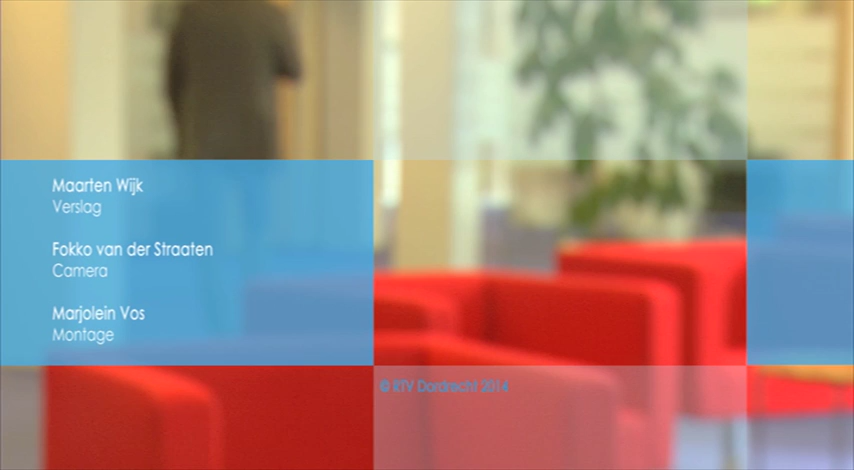 Maarten Wijk
Verslag
Fokko van der Straaten
Camera
Marjolein Vos
Montage
© RTV Dordrecht 2014